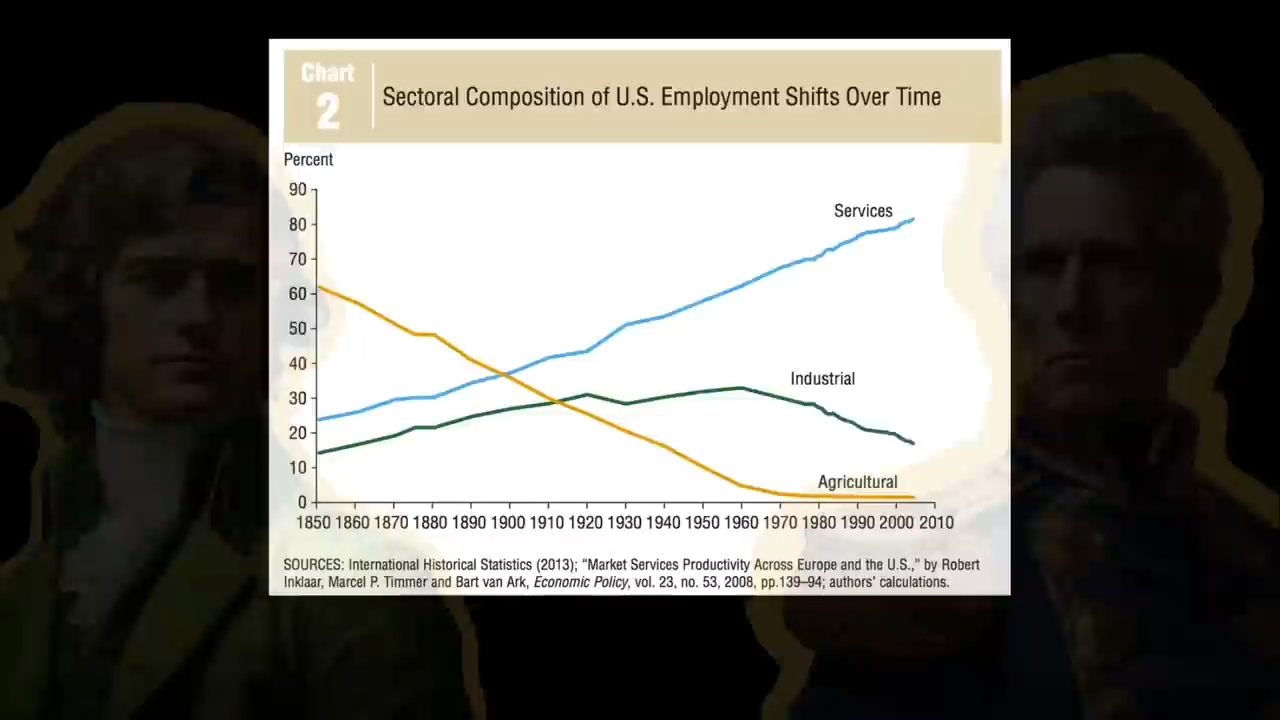 Chart
2
Sectoral Composition of U.S. Employment Shifts Over Time
Percent
90
80
70
60
50
40
30
20
10
0
Services
Industrial
Agricultural
1850 1860 1870 1880 1890 1900 1910 1920 1930 1940 1950 1960 1970 1980 1990 2000 2010
SOURCES: International Historical Statistics (2013); “Market Services Productivity Across Europe and the U.S.,” by Robert
Inklaar, Marcel P. Timmer and Bart van Ark, Economic Policy, vol. 23, no. 53, 2008, pp.139–94; authors’ calculations.